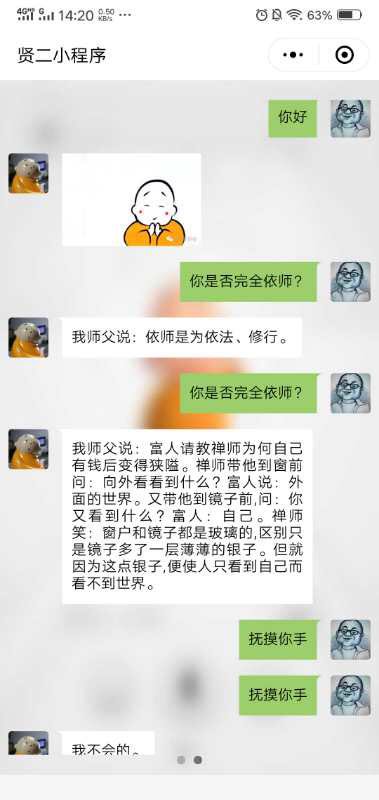 4G HD G 14:20 0.50 KB/s ··· 63%
贤二小程序
你好
你是否完全依师？
我师父说：依师是为依法、修行。
你是否完全依师？
我师父说：富人请教禅师为何自己
有钱后变得狭隘。禅师带他到窗前
问：向外看看到什么？富人说：外
面的世界。又带他到镜子前,问：你
又看到什么？富人：自己。禅师
笑：窗户和镜子都是玻璃的,区别只
是镜子多了一层薄薄的银子。但就
因为这点银子,便使人只看到自己而
看不到世界。
抚摸你手
抚摸你手
我不会的。